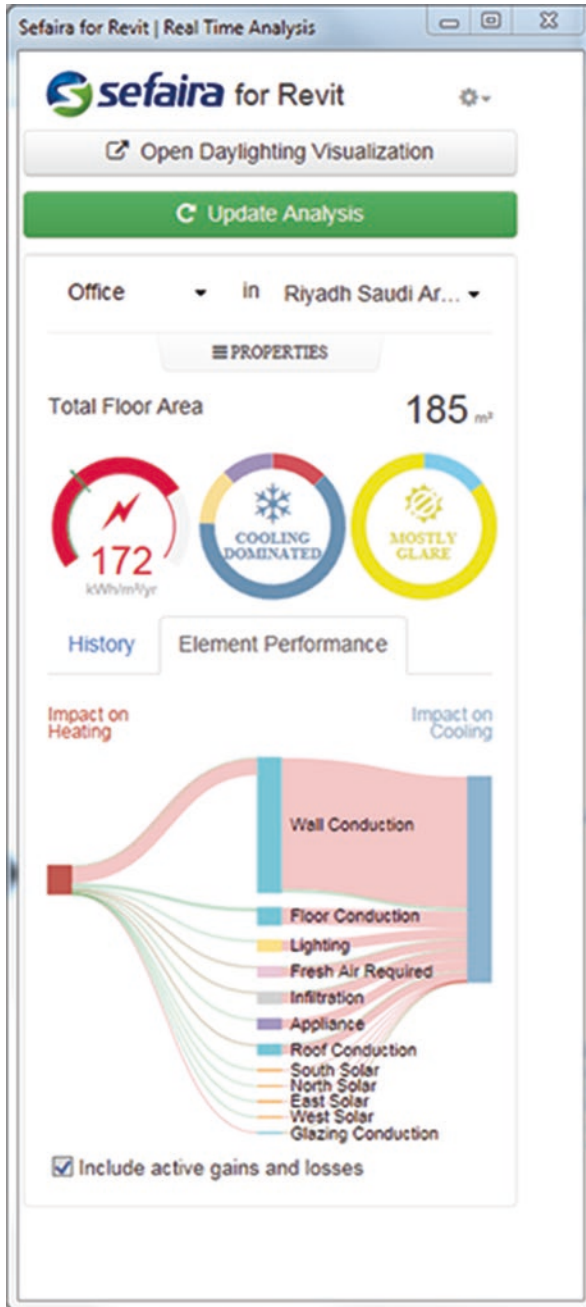 Sefaira for Revit | Real Time Analysis
sefaira for Revit
Open Daylighting Visualization
Update Analysis
Office in Riyadh Saudi Ar...
PROPERTIES
Total Floor Area 185 m²
172
kWh/m²/yr
COOLING
DOMINATED
MOSTLY
GLARE
History Element Performance
Impact on
Heating
Impact on
Cooling
Wall Conduction
Floor Conduction
Lighting
Fresh Air Required
Infiltration
Appliance
Roof Conduction
South Solar
North Solar
East Solar
West Solar
Glazing Conduction
Include active gains and losses